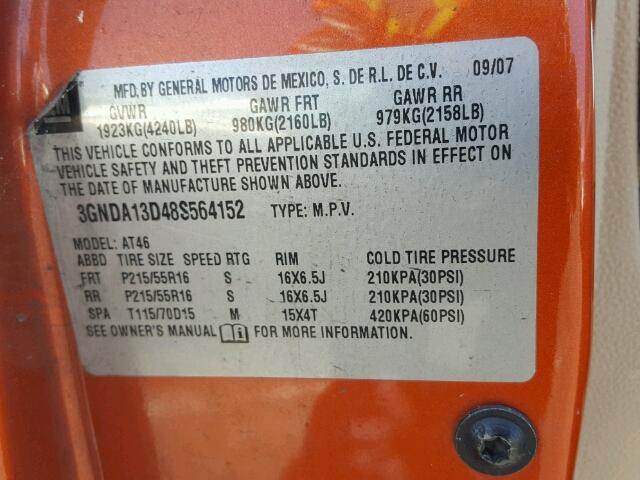 GM
MFD.BY GENERAL MOTORS DE MEXICO, S. DE R.L. DE C.V. 09/07
GVWR GAWR FRT GAWR RR
1923KG(4240LB) 980KG(2160LB) 979KG(2158LB)
THIS VEHICLE CONFORMS TO ALL APPLICABLE U.S. FEDERAL MOTOR
VEHICLE SAFETY AND THEFT PREVENTION STANDARDS IN EFFECT ON
THE DATE OF MANUFACTURE SHOWN ABOVE.
3GNDA13D48S564152 TYPE: M.P.V.
MODEL: AT46
ABBD TIRE SIZE SPEED RTG RIM COLD TIRE PRESSURE
FRT P215/55R16 S 16X6.5J 210KPA(30PSI)
RR P215/55R16 S 16X6.5J 210KPA(30PSI)
SPA T115/70D15 M 15X4T 420KPA(60PSI)
SEE OWNER'S MANUAL FOR MORE INFORMATION.